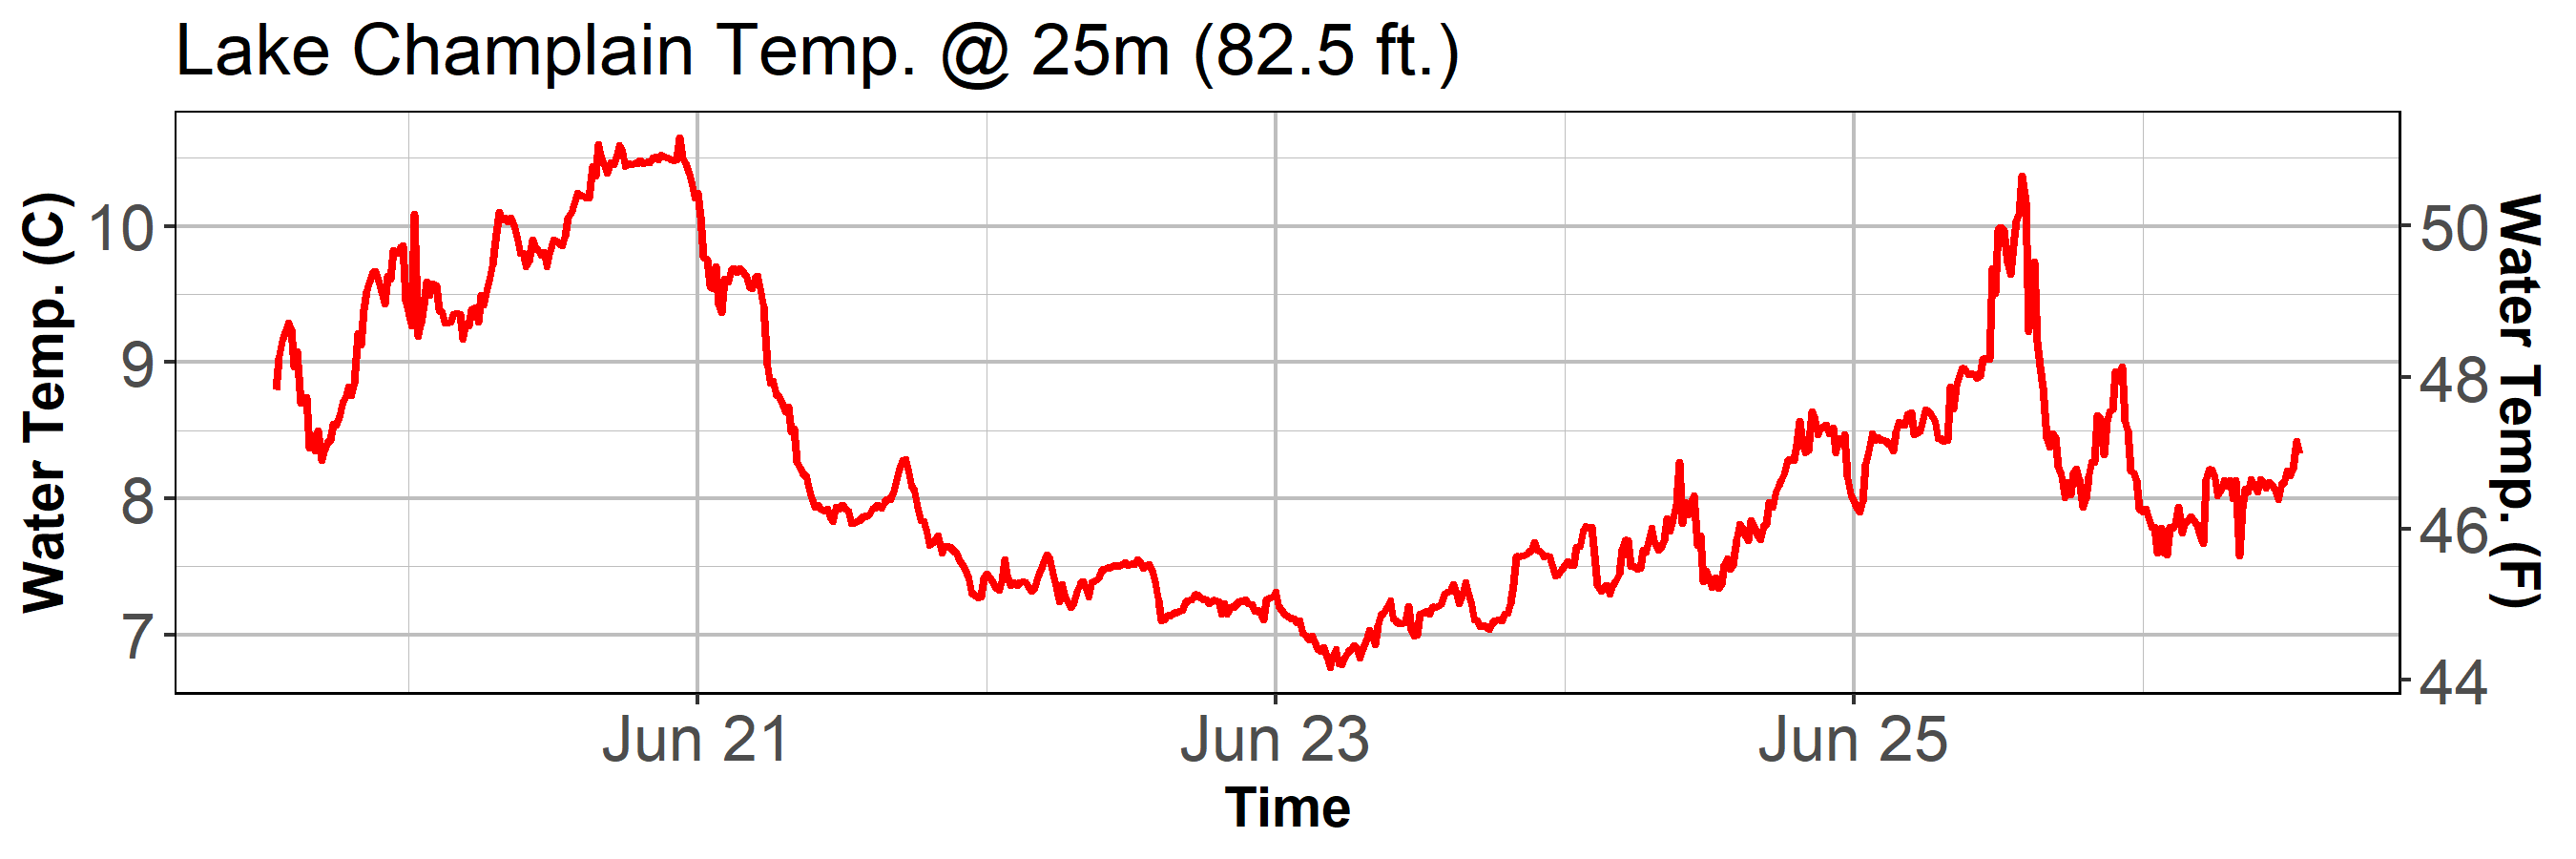 Lake Champlain Temp. @ 25m (82.5 ft.)
Water Temp. (C)
10
9
8
7
50
48
46
44
Water Temp. (F)
Jun 21
Jun 23
Jun 25
Time